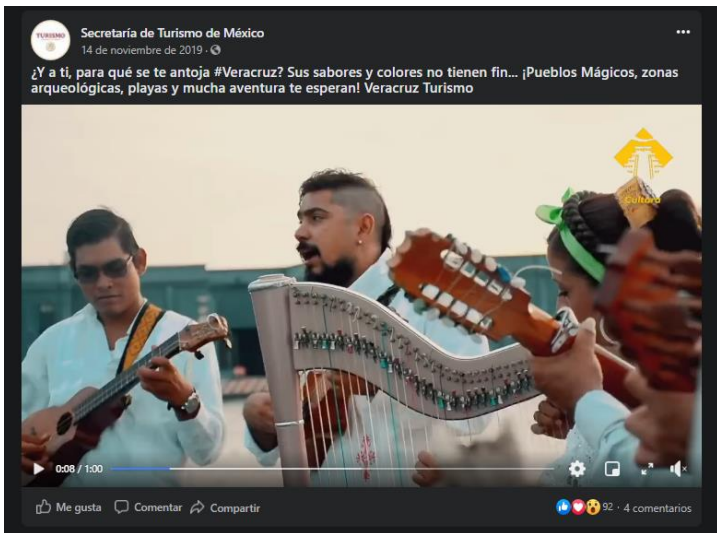 TURISMO
Secretaría de Turismo de México
14 de noviembre de 2019 ·
¿Y a ti, para qué se te antoja #Veracruz? Sus sabores y colores no tienen fin... ¡Pueblos Mágicos, zonas
arqueológicas, playas y mucha aventura te esperan! Veracruz Turismo
Cultura
0:08 / 1:00
Me gusta Comentar Compartir
92 · 4 comentarios